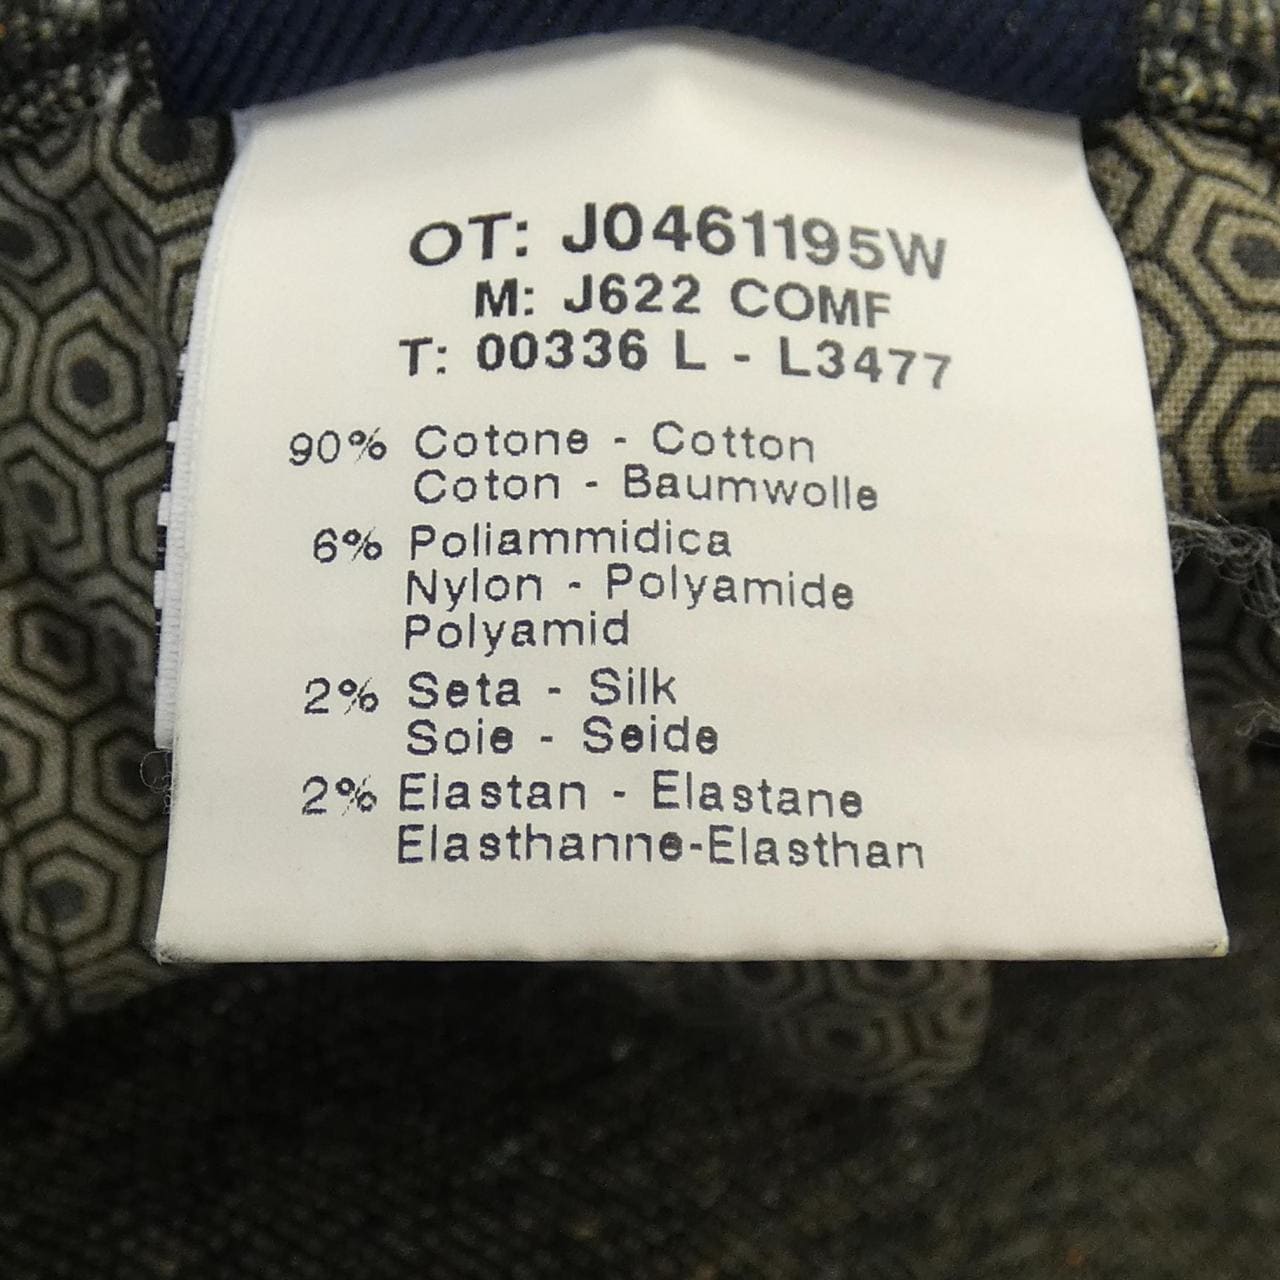 OT: J0461195W
M: J622 COMF
T: 00336 L - L3477
90% Cotone - Cotton
Coton - Baumwolle
6% Poliammidica
Nylon - Polyamide
Polyamid
2% Seta - Silk
Soie - Seide
2% Elastan - Elastane
Elasthanne-Elasthan